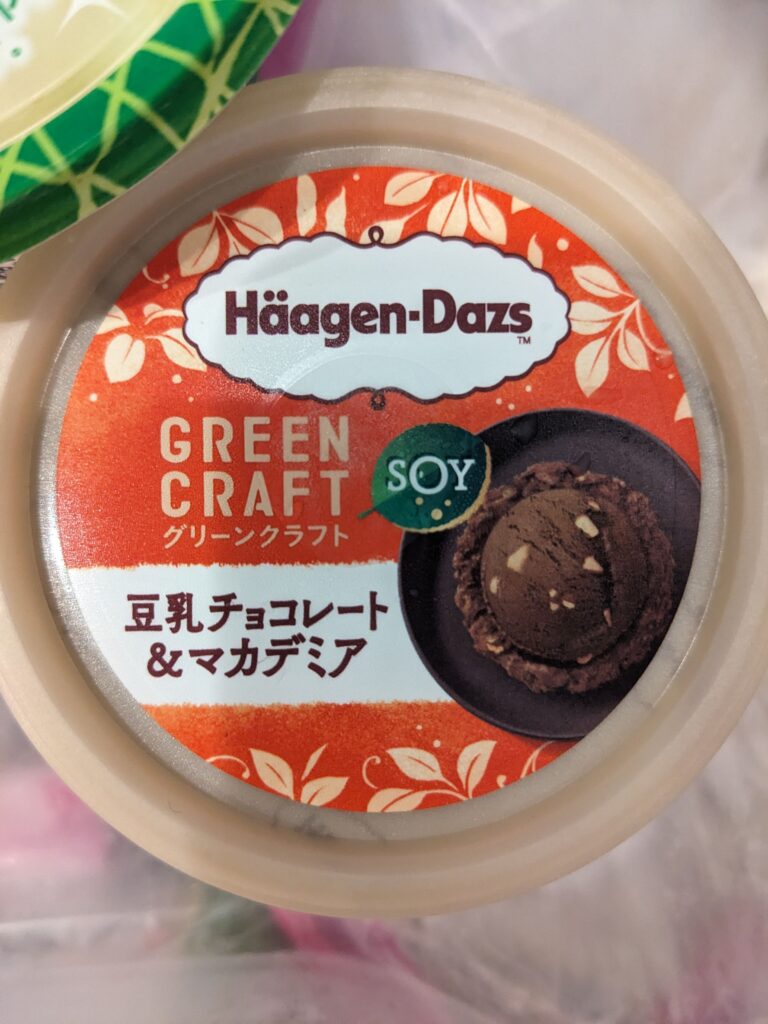 Häagen-Dazs
TM
GREEN
CRAFT
SOY
グリーンクラフト
豆乳チョコレート
&マカデミア